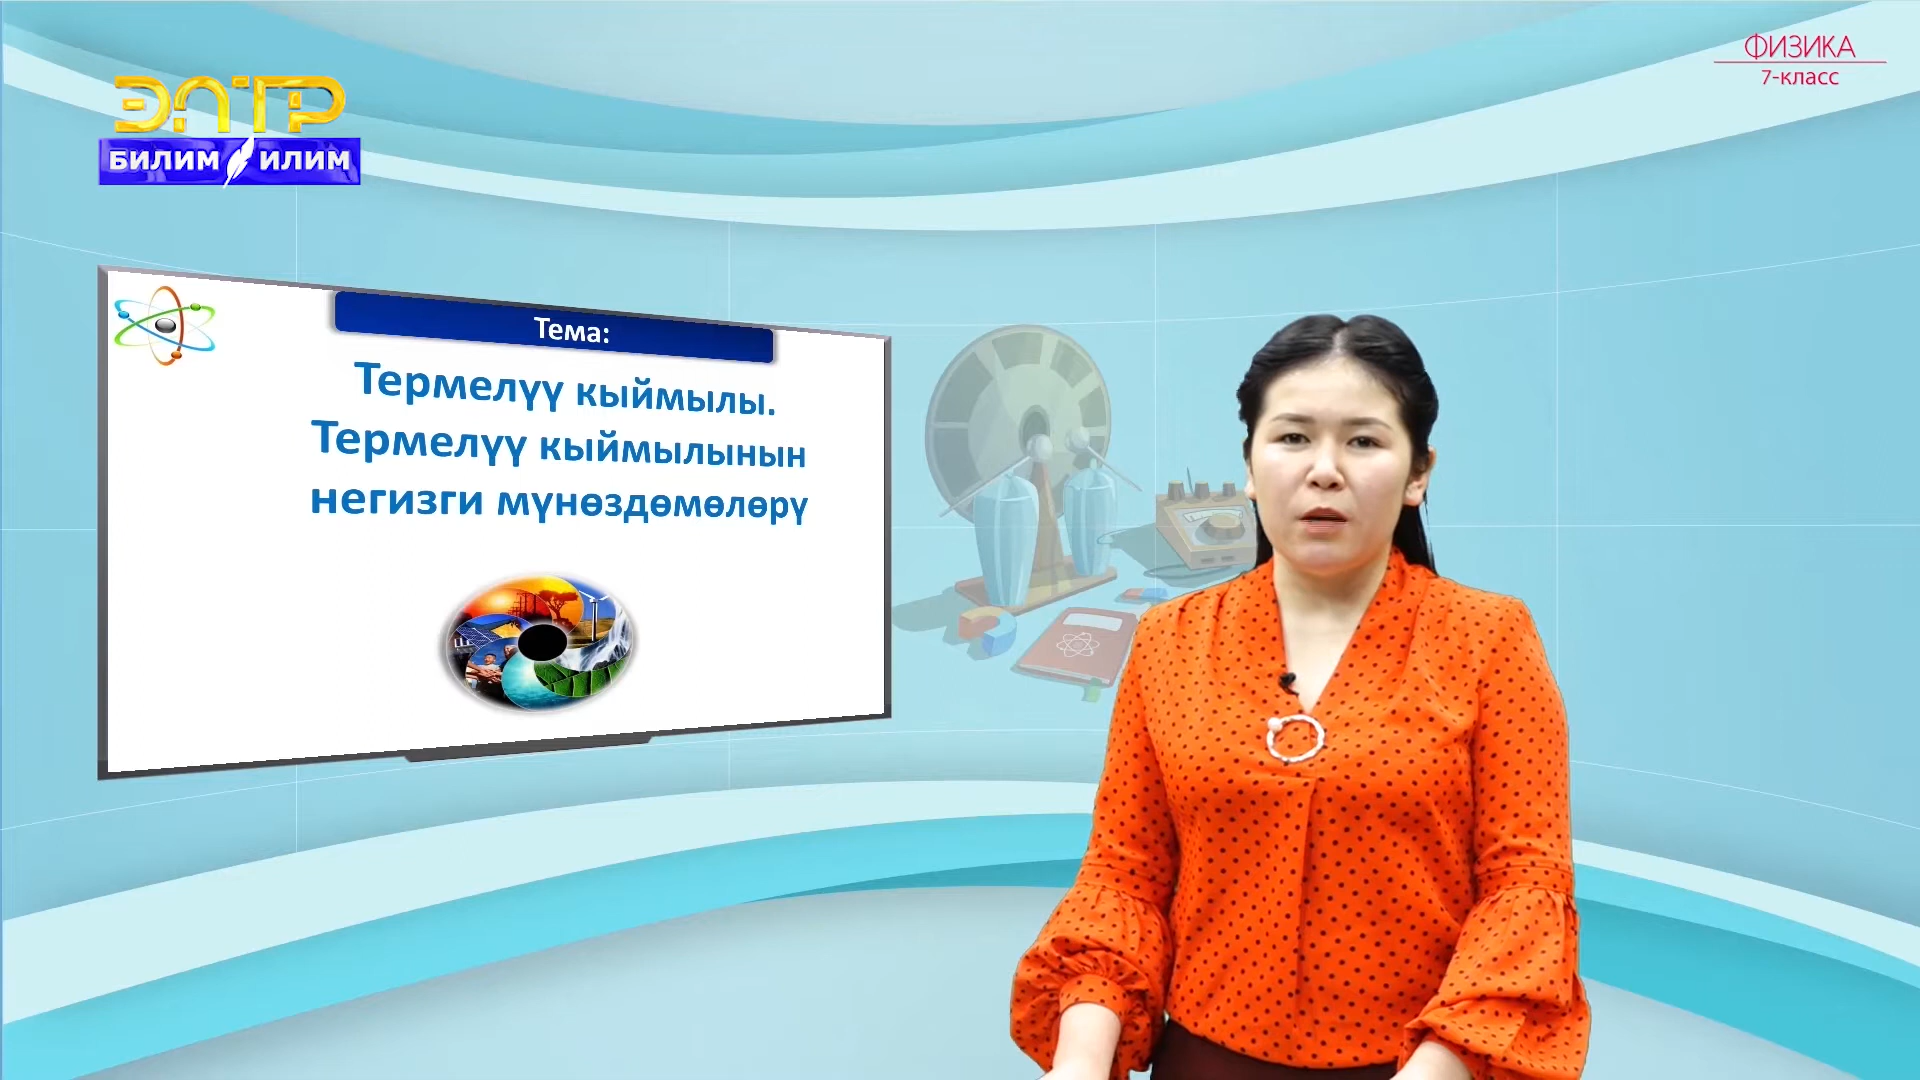 ФИЗИКА
7-класс
ЭЛТР
БИЛИМ ИЛИМ
Тема:
Термелүү кыймылы.
Термелүү кыймылынын
негизги мүнөздөмөлөрү